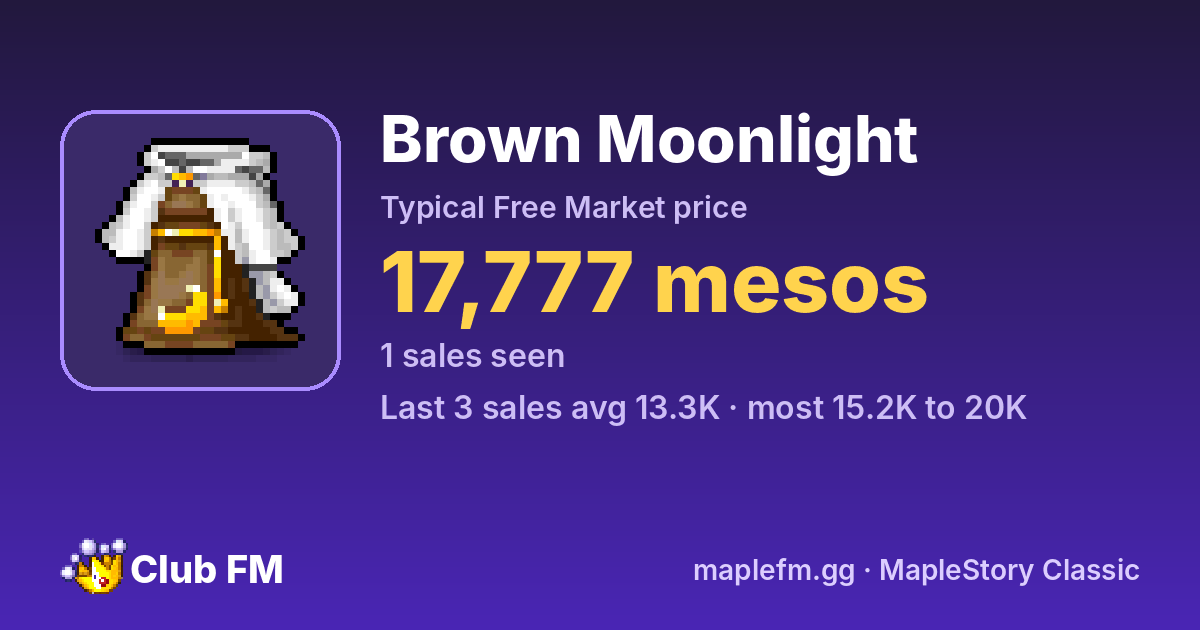 Brown Moonlight
Typical Free Market price
17,777 mesos
1 sales seen
Last 3 sales avg 13.3K · most 15.2K to 20K
Club FM
maplefm.gg · MapleStory Classic